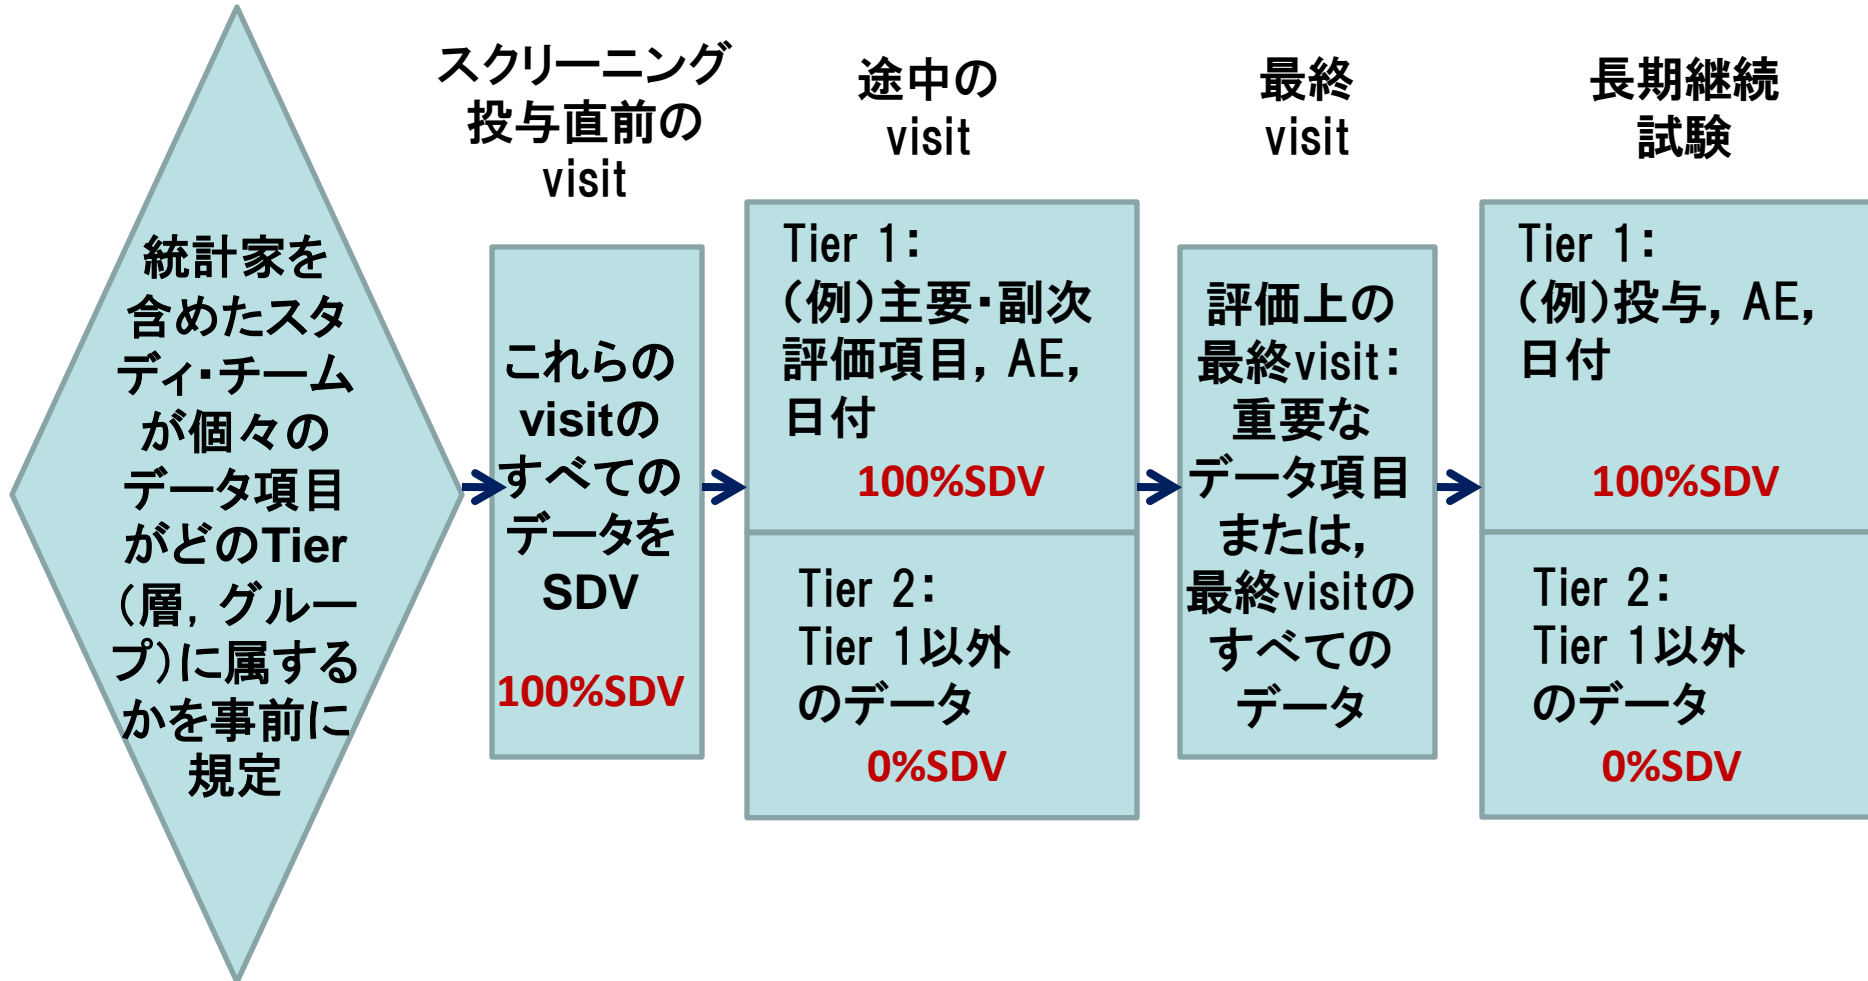 統計家を
含めたスタ
ディ・チーム
が個々の
データ項目
がどのTier
（層，グルー
プ）に属する
かを事前に
規定
スクリーニング
投与直前の
visit
これらの
visitの
すべての
データを
SDV
100%SDV
途中の
visit
Tier 1：
（例）主要・副次
評価項目，AE，
日付
100%SDV
Tier 2：
Tier 1以外
のデータ
0%SDV
最終
visit
評価上の
最終visit：
重要な
データ項目
または，
最終visitの
すべての
データ
長期継続
試験
Tier 1：
（例）投与，AE，
日付
100%SDV
Tier 2：
Tier 1以外
のデータ
0%SDV